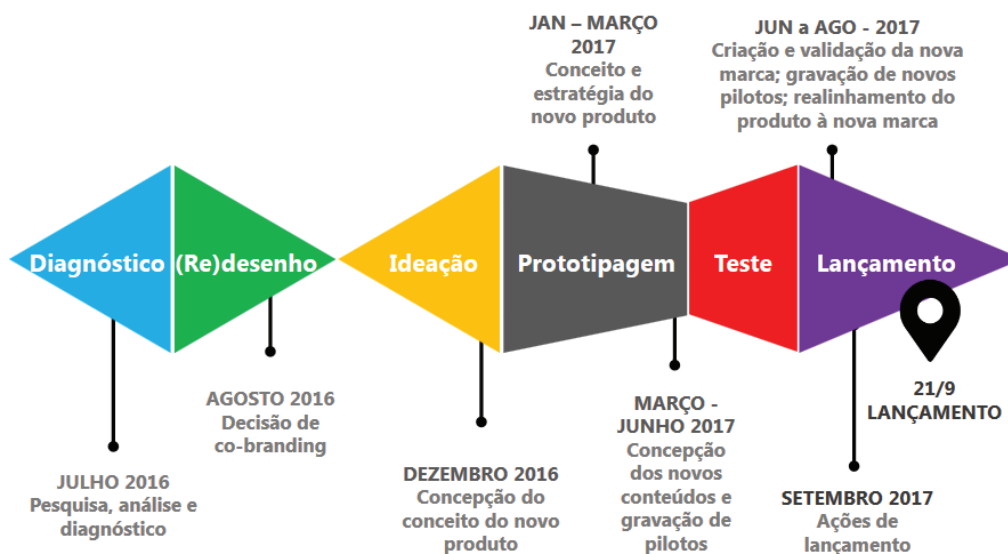 JAN – MARÇO
2017
Conceito e
estratégia do
novo produto
JUN a AGO - 2017
Criação e validação da nova
marca; gravação de novos
pilotos; realinhamento do
produto à nova marca
Diagnóstico
(Re)desenho
Ideação
Prototipagem
Teste
Lançamento
JULHO 2016
Pesquisa, análise e
diagnóstico
AGOSTO 2016
Decisão de
co-branding
DEZEMBRO 2016
Concepção do
conceito do novo
produto
MARÇO -
JUNHO 2017
Concepção
dos novos
conteúdos e
gravação de
pilotos
SETEMBRO 2017
Ações de
lançamento
21/9
LANÇAMENTO